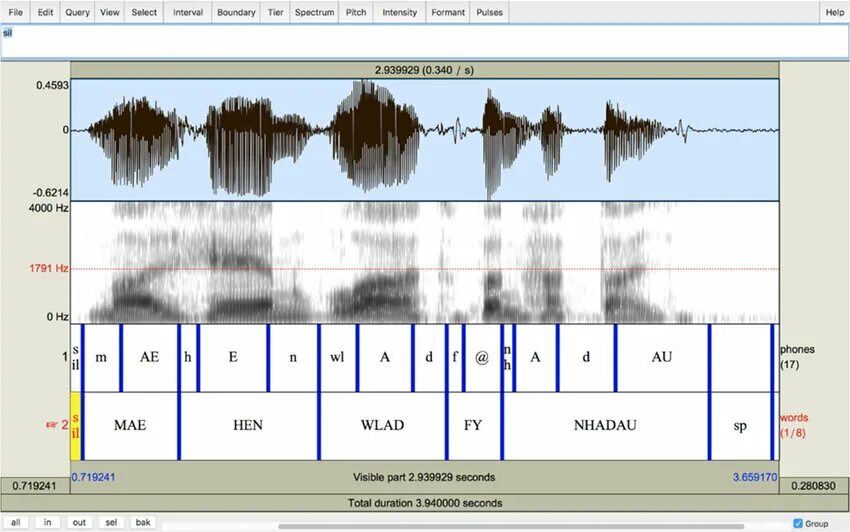 File Edit Query View Select Interval Boundary Tier Spectrum Pitch Intensity Formant Pulses Help
sil
2.939929 (0.340 / s)
0.4593
0
-0.6214
4000 Hz
1791 Hz
0 Hz
1 sil m AE h E n wl A d f @ nh A d AU phones
(17)
2 sil MAE HEN WLAD FY NHADAU sp words
(1/8)
0.719241 Visible part 2.939929 seconds 3.659170
0.719241 0.280830
Total duration 3.940000 seconds
all in out sel bak Group